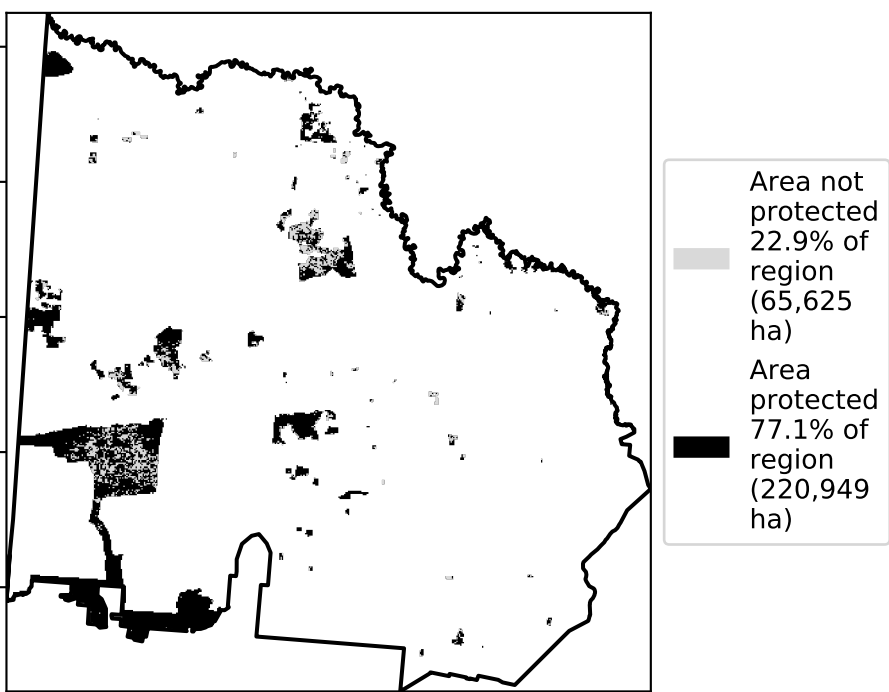 Area not
protected
22.9% of
region
(65,625
ha)
Area
protected
77.1% of
region
(220,949
ha)